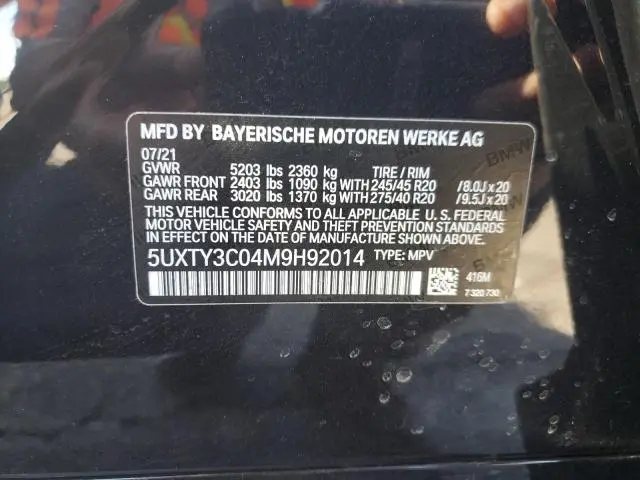 MFD BY BAYERISCHE MOTOREN WERKE AG
07/21
GVWR 5203 lbs 2360 kg TIRE / RIM
GAWR FRONT 2403 lbs 1090 kg WITH 245/45 R20 /8.0J x 20
GAWR REAR 3020 lbs 1370 kg WITH 275/40 R20 /9.5J x 20
THIS VEHICLE CONFORMS TO ALL APPLICABLE U. S. FEDERAL
MOTOR VEHICLE SAFETY AND THEFT PREVENTION STANDARDS
IN EFFECT ON THE DATE OF MANUFACTURE SHOWN ABOVE.
5UXTY3C04M9H92014 TYPE: MPV
416M
7 320 730
BMW